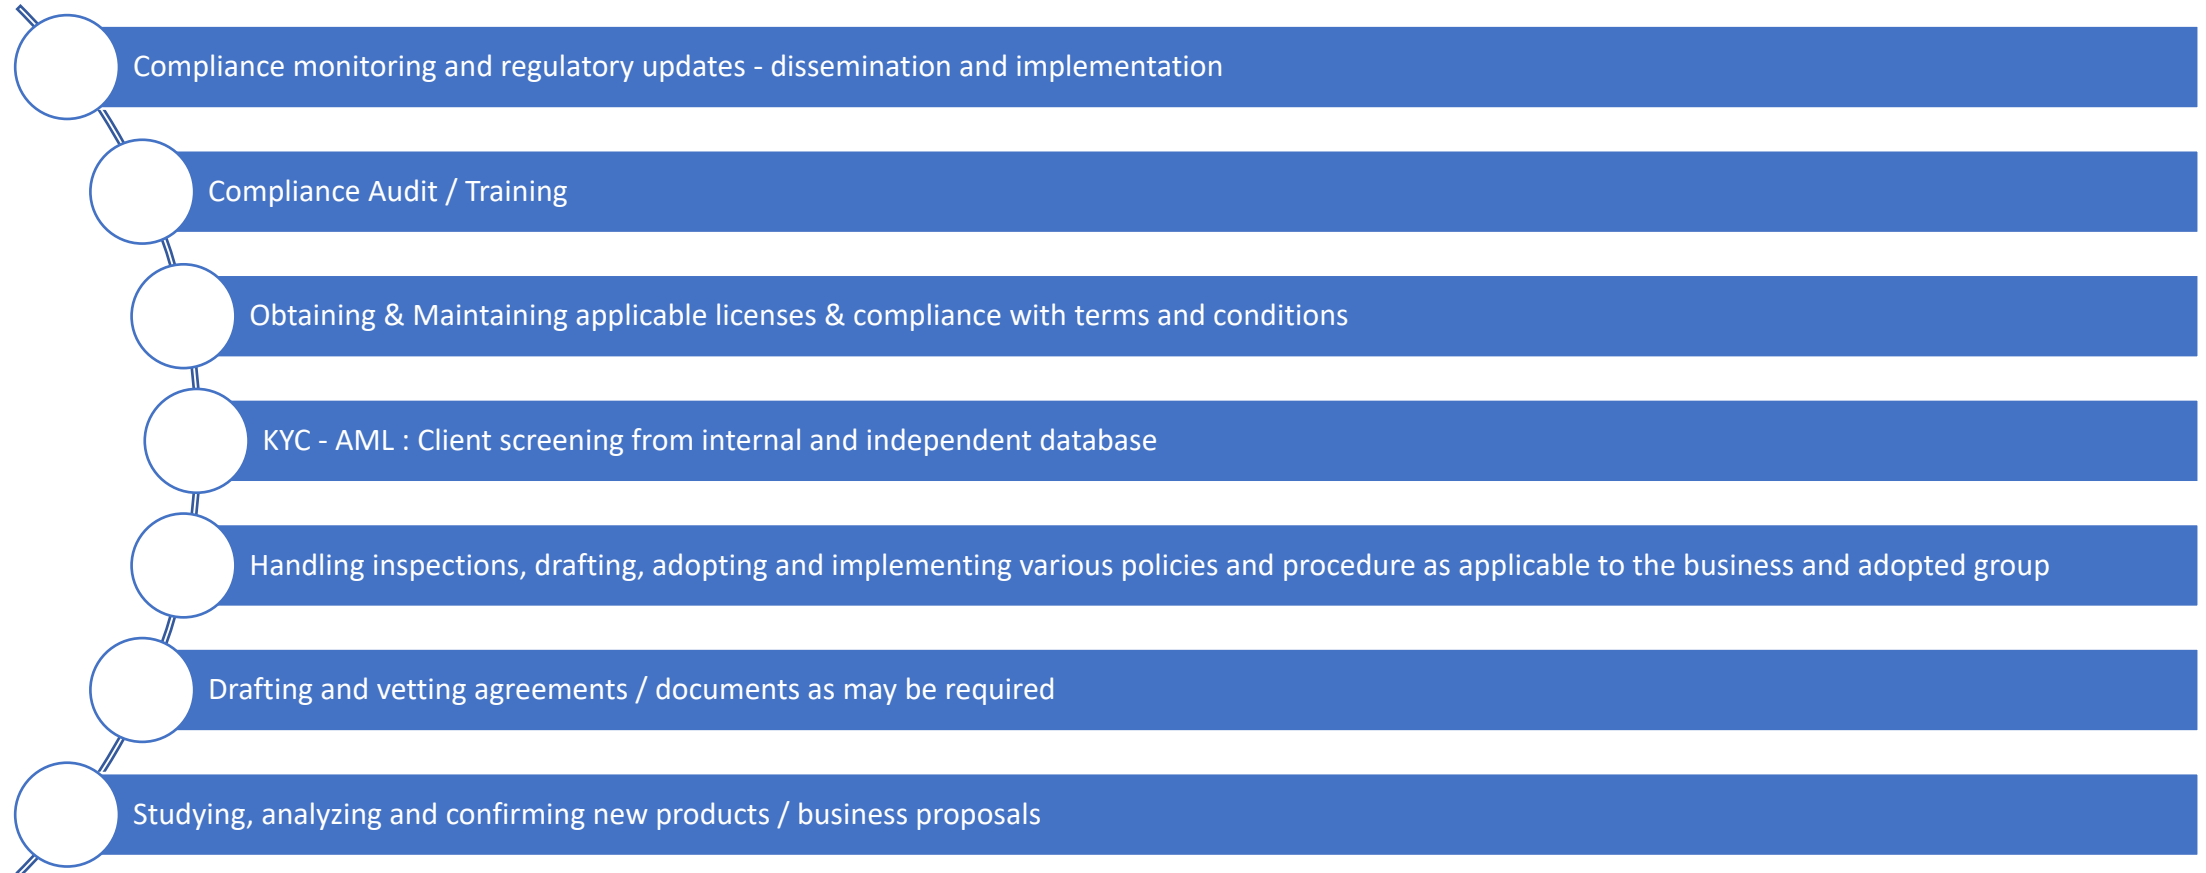 Compliance monitoring and regulatory updates - dissemination and implementation
Compliance Audit / Training
Obtaining & Maintaining applicable licenses & compliance with terms and conditions
KYC - AML : Client screening from internal and independent database
Handling inspections, drafting, adopting and implementing various policies and procedure as applicable to the business and adopted group
Drafting and vetting agreements / documents as may be required
Studying, analyzing and confirming new products / business proposals